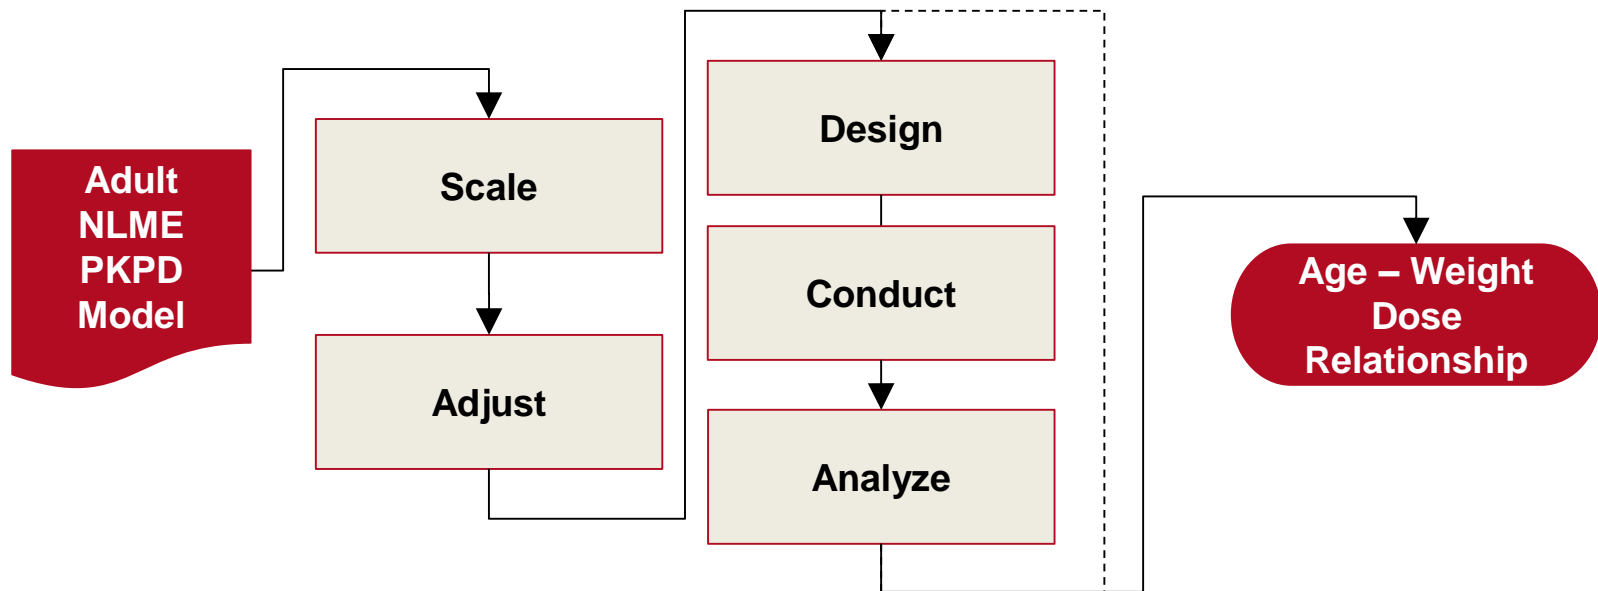 Adult
NLME
PKPD
Model
Scale
Adjust
Design
Conduct
Analyze
Age – Weight
Dose
Relationship